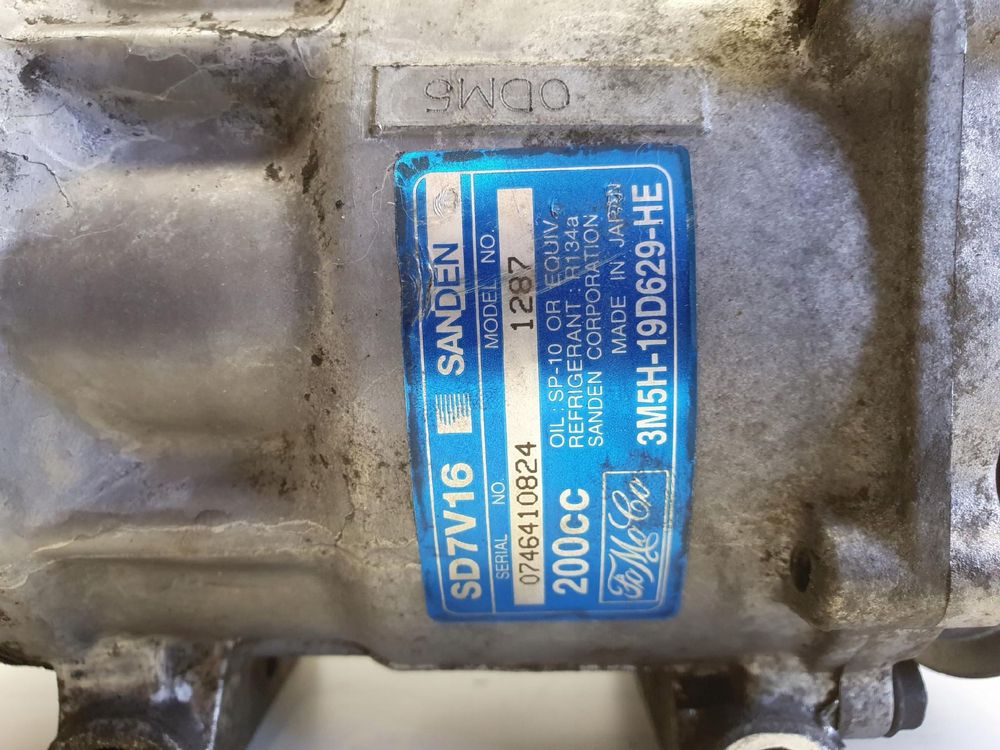 0DM5
SD7V16 SANDEN
SERIAL NO. MODEL NO.
0746410824 1287
200CC
OIL : SP-10 OR EQUIV.
REFRIGERANT : R134a
SANDEN CORPORATION
MADE IN JAPAN
FoMoCo
3M5H-19D629-HE